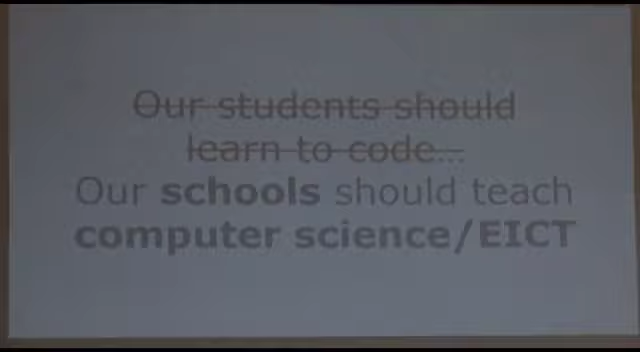 Our students should
learn to code...
Our schools should teach
computer science/EICT